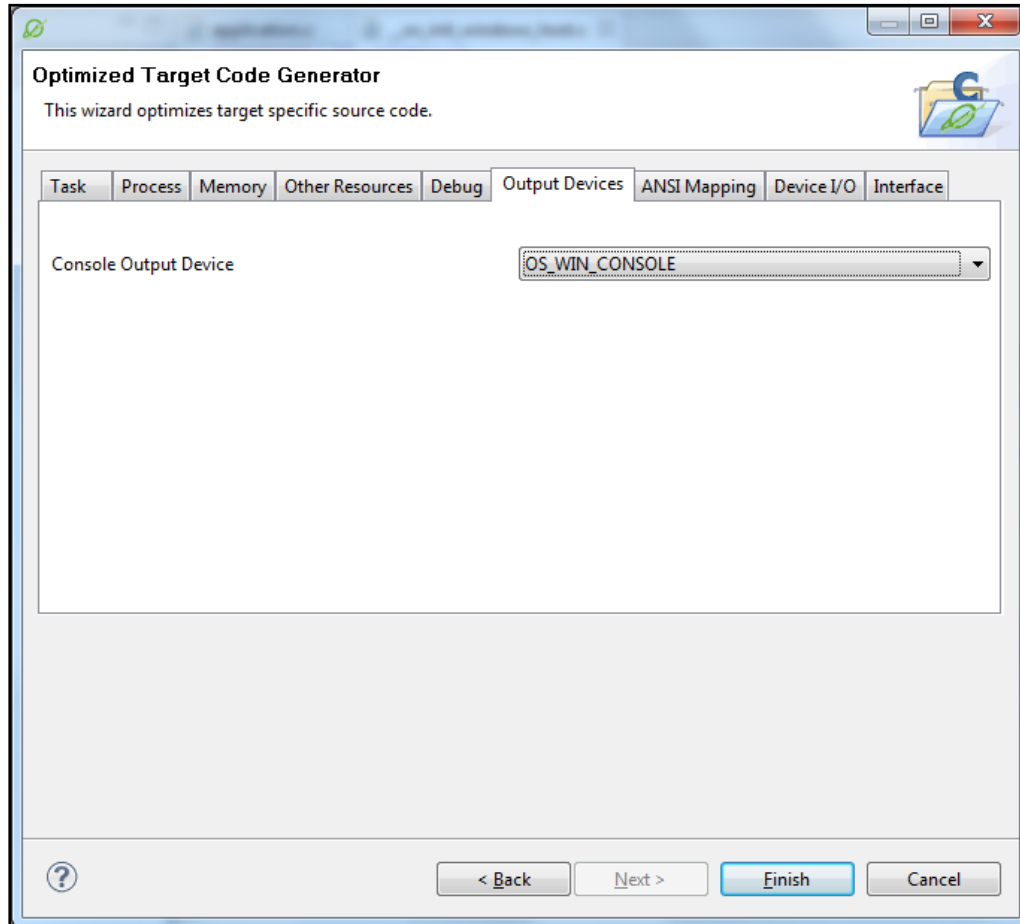 Optimized Target Code Generator
This wizard optimizes target specific source code.
Task Process Memory Other Resources Debug Output Devices ANSI Mapping Device I/O Interface
Console Output Device OS_WIN_CONSOLE
< Back Next > Finish Cancel